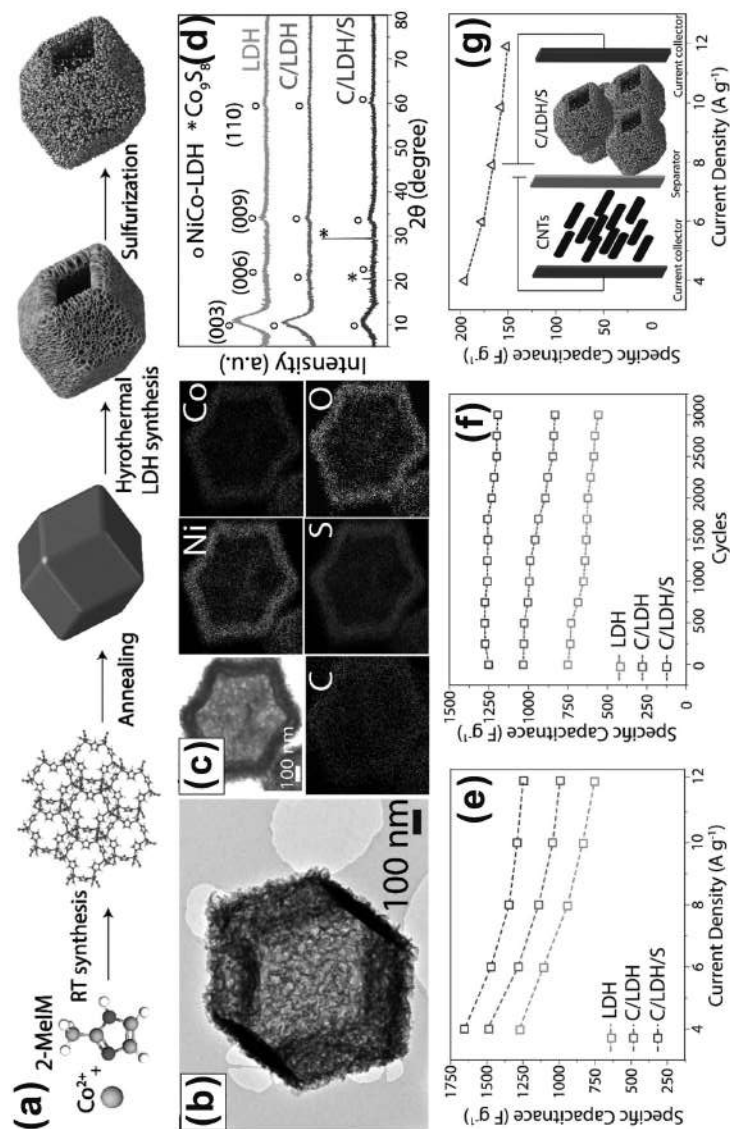 (a)
2-MeIM
Co2+ +
RT synthesis
Annealing
Hyrothermal
LDH synthesis
Sulfurization
(b)
100 nm
(c)
100 nm
Ni
Co
C
S
O
(d)
NiCo-LDH * Co9S8
(003)
(006)
(009)
(110)
LDH
C/LDH
C/LDH/S
*
*
Intensity (a.u.)
10 20 30 40 50 60 70 80
2θ (degree)
(e)
1750
1500
1250
1000
750
500
250
Specific Capacitnace (F g-1)
LDH
C/LDH
C/LDH/S
4 6 8 10 12
Current Density (A g-1)
(f)
1500
1250
1000
750
500
250
0
Specific Capacitnace (F g-1)
LDH
C/LDH
C/LDH/S
0 500 1000 1500 2000 2500 3000
Cycles
(g)
200
150
100
50
0
Specific Capacitnace (F g-1)
CNTs
C/LDH/S
Current collector
Separator
Current collector
4 6 8 10 12
Current Density (A g-1)